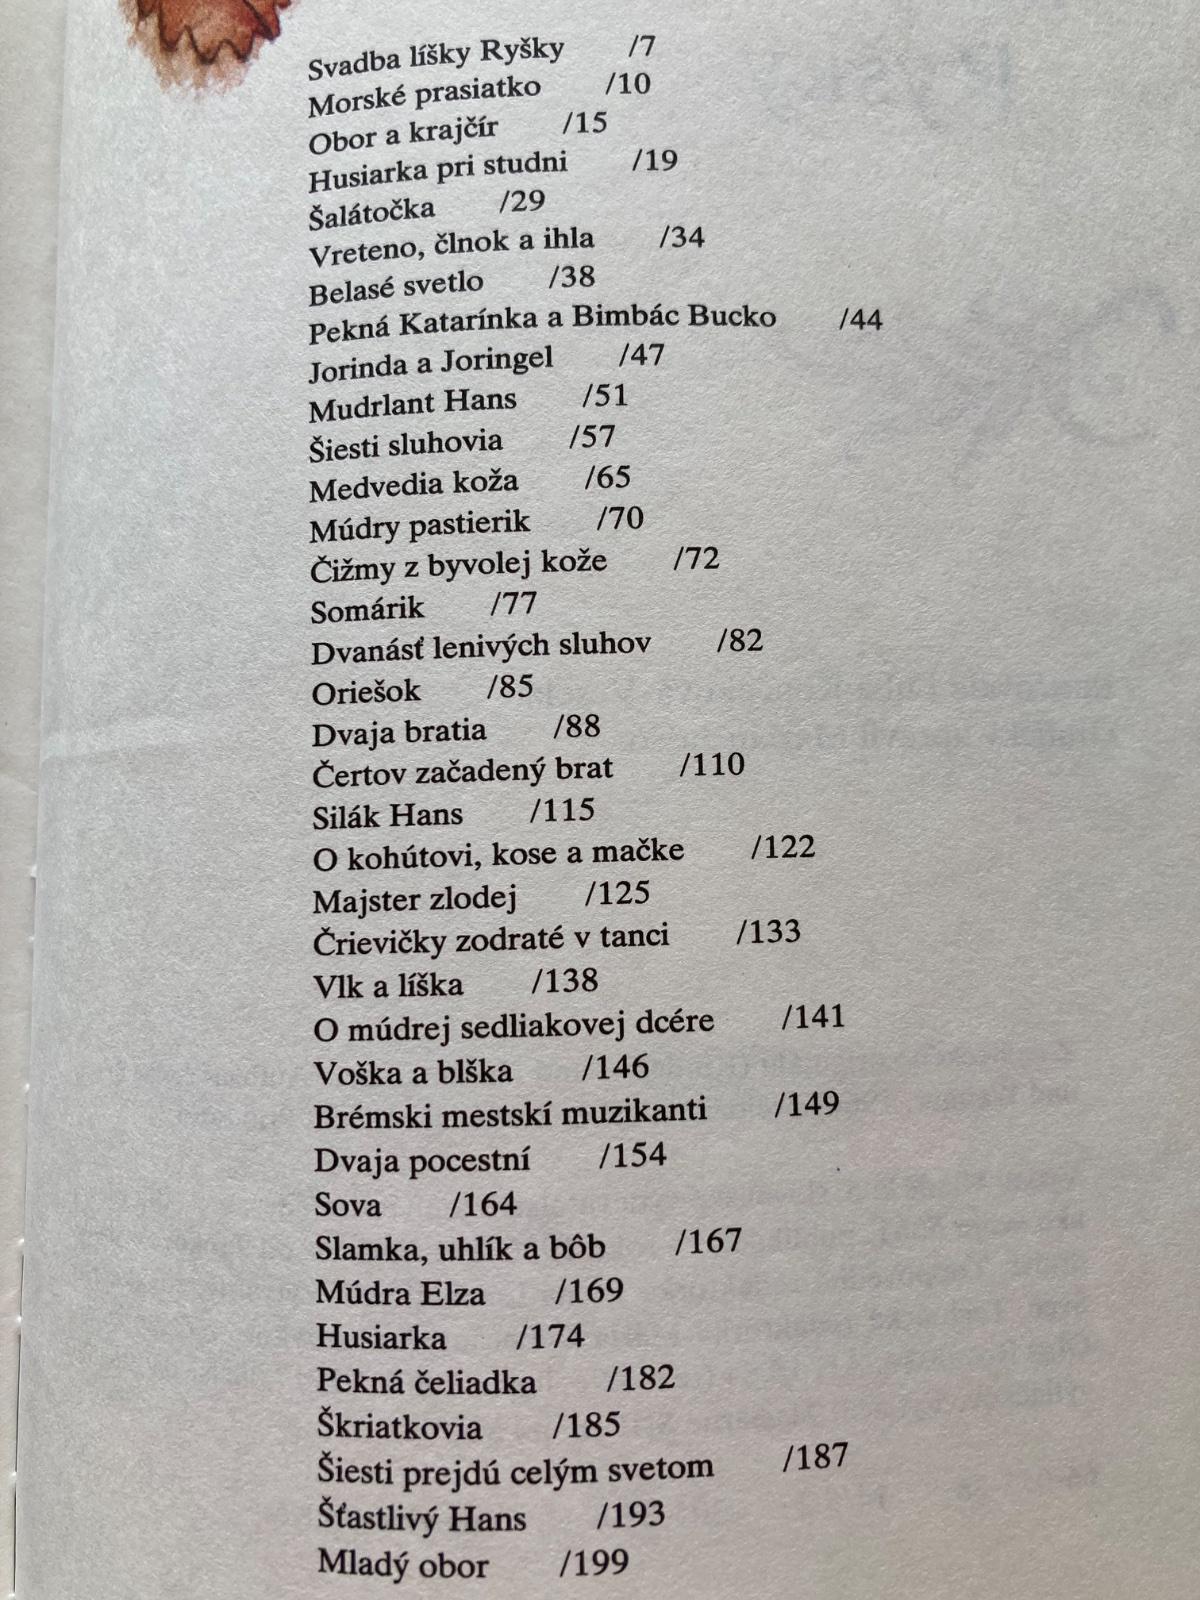 Svadba líšky Ryšky /7
Morské prasiatko /10
Obor a krajčír /15
Husiarka pri studni /19
Šalátočka /29
Vreteno, člnok a ihla /34
Belasé svetlo /38
Pekná Katarínka a Bimbác Bucko /44
Jorinda a Joringel /47
Mudrlant Hans /51
Šiesti sluhovia /57
Medvedia koža /65
Múdry pastierik /70
Čižmy z byvolej kože /72
Somárik /77
Dvanásť lenivých sluhov /82
Oriešok /85
Dvaja bratia /88
Čertov začadený brat /110
Silák Hans /115
O kohútovi, kose a mačke /122
Majster zlodej /125
Črievičky zodraté v tanci /133
Vlk a líška /138
O múdrej sedliakovej dcére /141
Voška a blška /146
Brémski mestskí muzikanti /149
Dvaja pocestní /154
Sova /164
Slamka, uhlík a bôb /167
Múdra Elza /169
Husiarka /174
Pekná čeliadka /182
Škriatkovia /185
Šiesti prejdú celým svetom /187
Šťastlivý Hans /193
Mladý obor /199